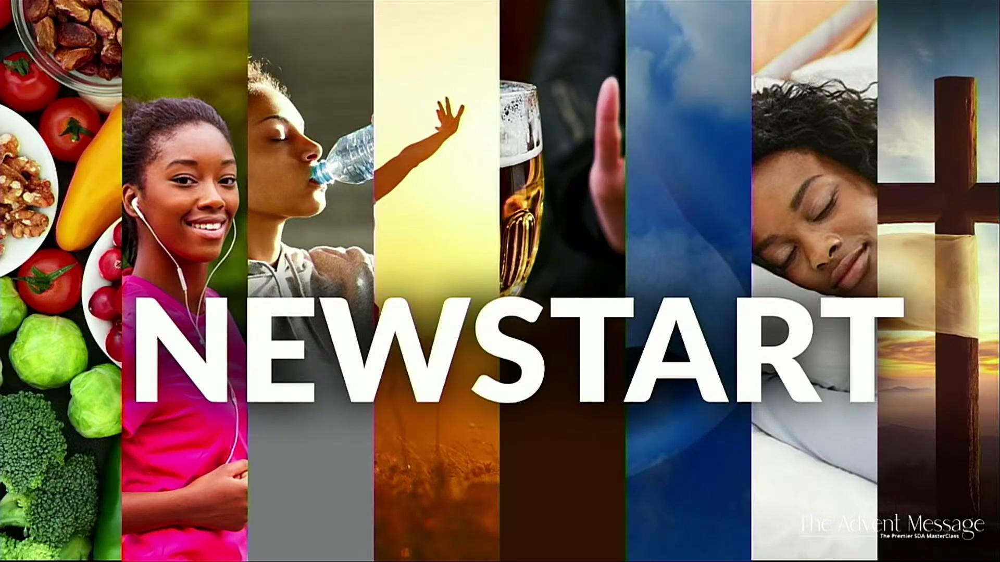 NEWSTART
The Advent Message
The Premier SDA MasterClass